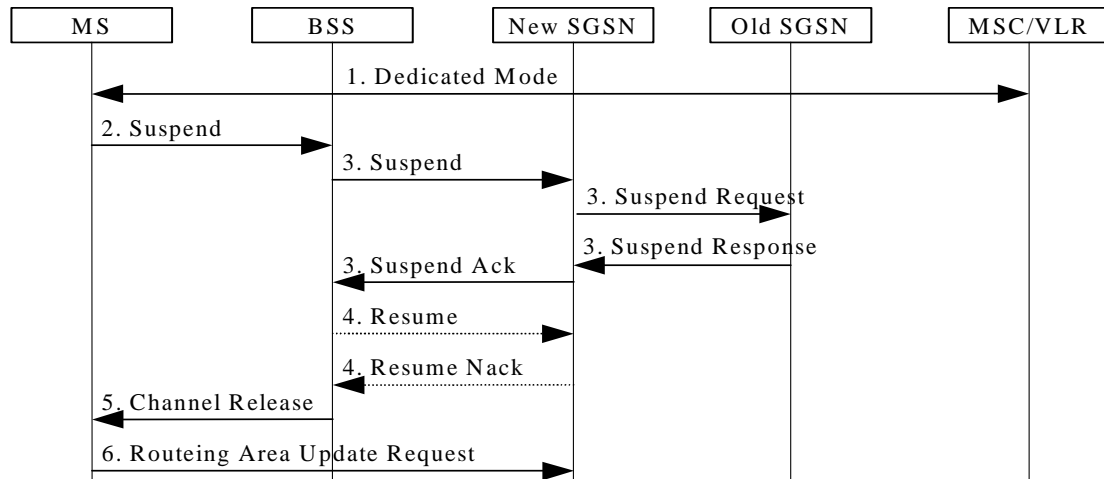 MS
BSS
New SGSN
Old SGSN
MSC/VLR
1. Dedicated Mode
2. Suspend
3. Suspend
3. Suspend Request
3. Suspend Response
3. Suspend Ack
4. Resume
4. Resume Nack
5. Channel Release
6. Routeing Area Update Request